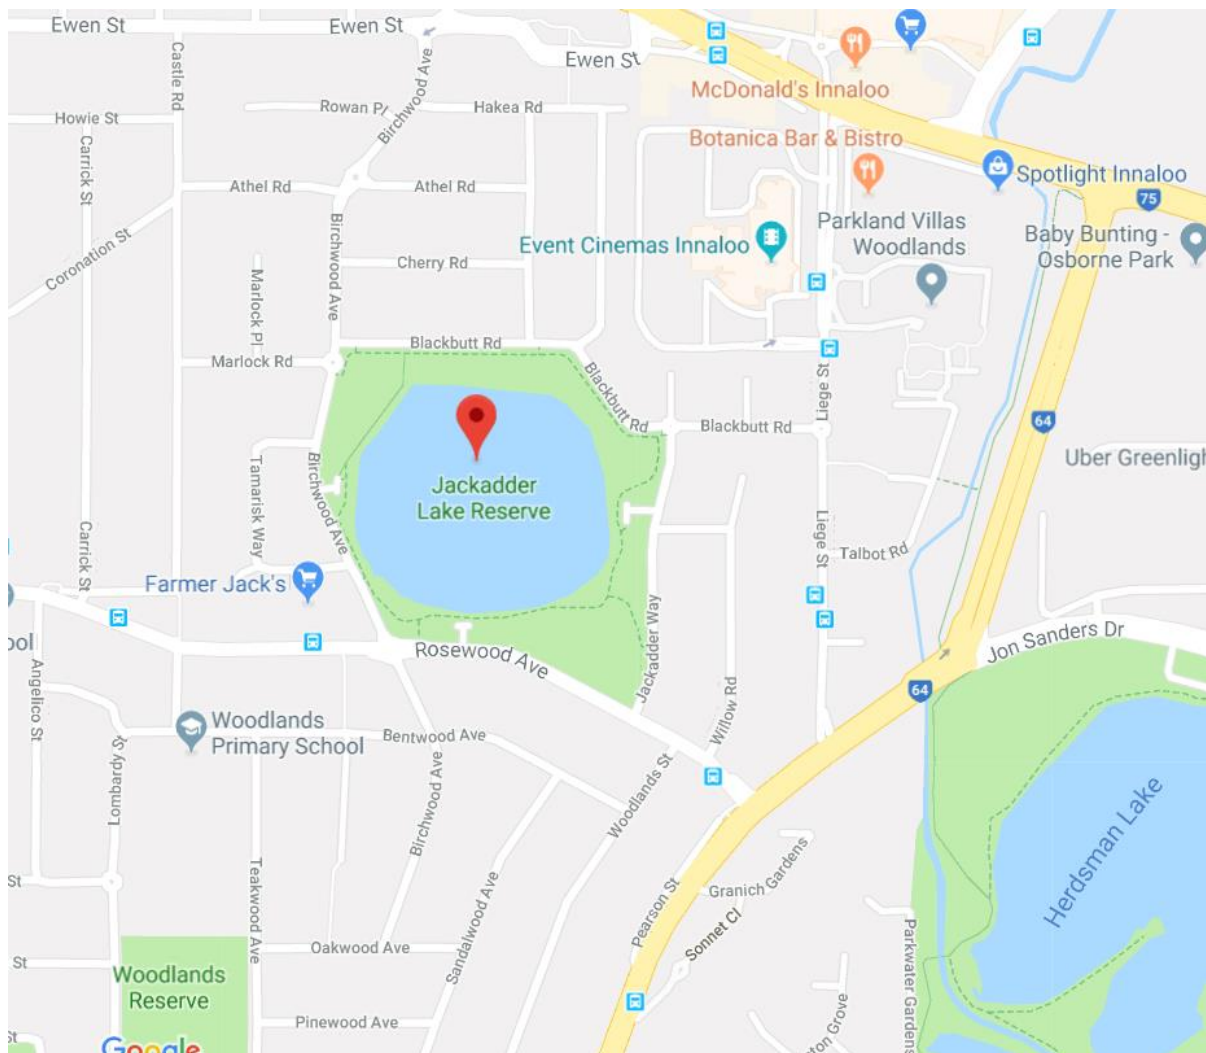 Ewen St
Ewen St
Ewen St
Castle Rd
Birchwood Ave
McDonald's Innaloo
Rowan Pl
Hakea Rd
Howie St
Carrick St
Botanica Bar & Bistro
Spotlight Innaloo
Athel Rd
Athel Rd
75
Coronation St
Birchwood Ave
Event Cinemas Innaloo
Parkland Villas
Woodlands
Baby Bunting -
Osborne Park
Cherry Rd
Marlock Pl
Marlock Rd
Blackbutt Rd
Blackbutt Rd
Liege St
Blackbutt Rd
64
Uber Greenligh
Tamarisk Way
Birchwood Ave
Jackadder
Lake Reserve
Carrick St
Liege St
Talbot Rd
Farmer Jack's
ool
Rosewood Ave
Jackadder Way
Jon Sanders Dr
64
Angelico St
Woodlands
Primary School
Bentwood Ave
Willow Rd
Lombardy St
Birchwood Ave
Woodlands St
Herdsman Lake
Teakwood Ave
St
Granich Gardens
Pearson St
Sonnet Cl
Sandalwood Ave
Oakwood Ave
Parkwater Gardens
St
Woodlands
Reserve
Pinewood Ave
ton Grove
St
Google